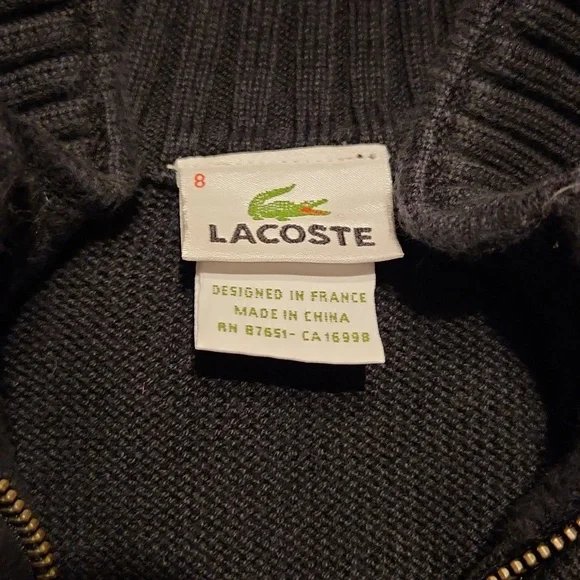 8
LACOSTE
DESIGNED IN FRANCE
MADE IN CHINA
RN 87651- CA16998